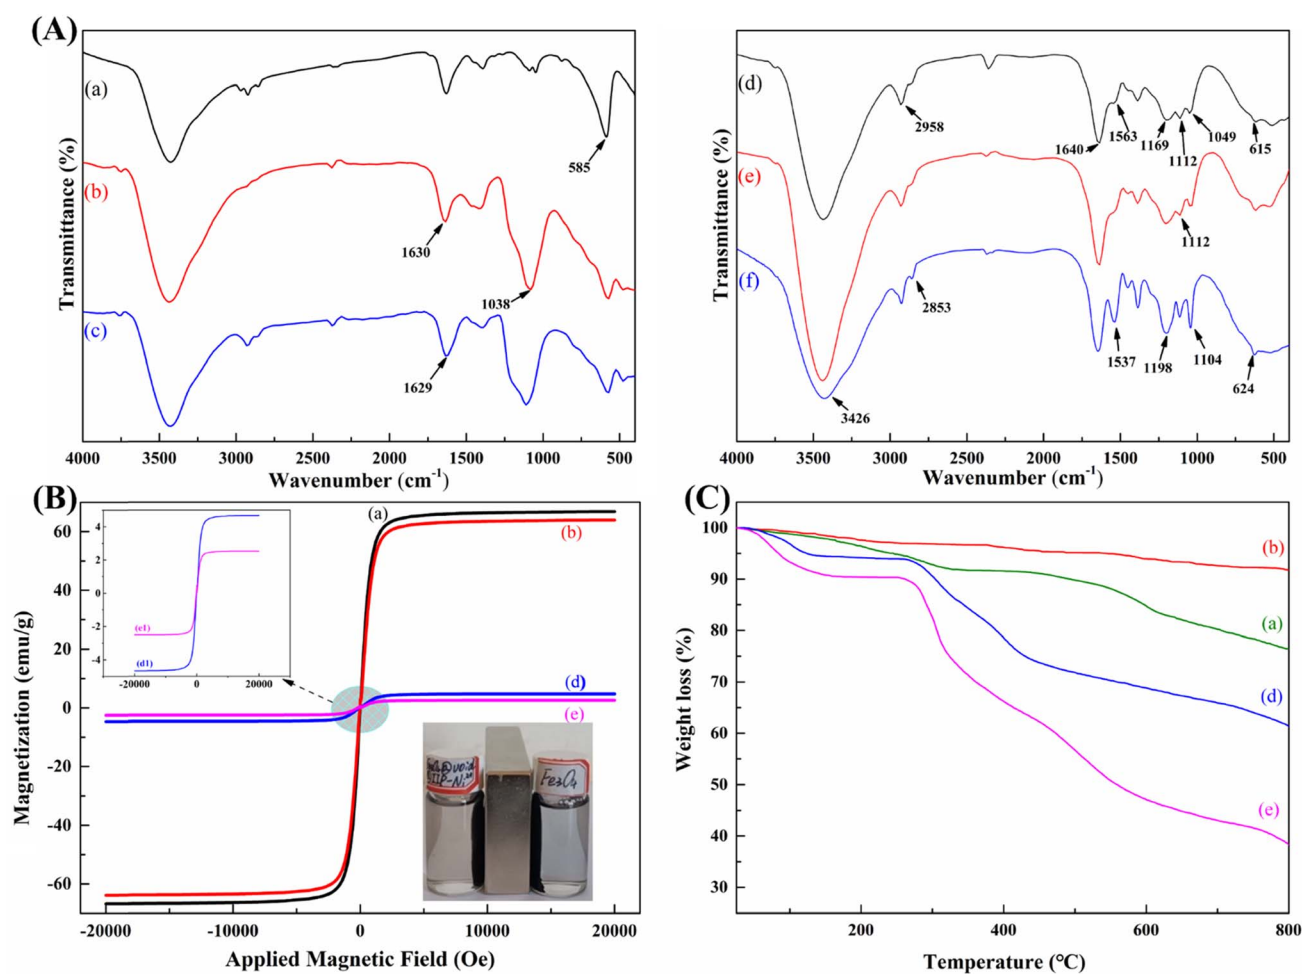 (A)
(a)
(b)
(c)
585
1630
1038
1629
Transmittance (%)
4000 3500 3000 2500 2000 1500 1000 500
Wavenumber (cm⁻¹)
(d)
(e)
(f)
2958
1640
1563
1169
1112
1049
615
1112
2853
3426
1537
1198
1104
624
Transmittance (%)
4000 3500 3000 2500 2000 1500 1000 500
Wavenumber (cm⁻¹)
(B)
60
40
20
0
-20
-40
-60
Magnetization (emu/g)
-20000 -10000 0 10000 20000
Applied Magnetic Field (Oe)
(a)
(b)
(d)
(e)
4
2
0
-2
-4
(e1)
(d1)
-20000 0 20000
IIP-Ni
Fe₃O₄
(C)
100
90
80
70
60
50
40
30
Weight loss (%)
200 400 600 800
Temperature (℃)
(b)
(a)
(d)
(e)